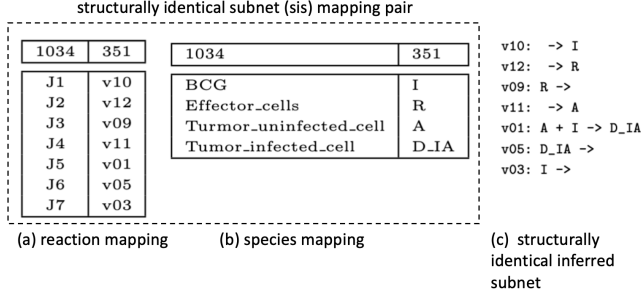 structurally identical subnet (sis) mapping pair
1034 351
J1 v10
J2 v12
J3 v09
J4 v11
J5 v01
J6 v05
J7 v03
1034 351
BCG I
Effector_cells R
Turmor_uninfected_cell A
Tumor_infected_cell D_IA
v10: -> I
v12: -> R
v09: R ->
v11: -> A
v01: A + I -> D_IA
v05: D_IA ->
v03: I ->
(a) reaction mapping
(b) species mapping
(c) structurally
identical inferred
subnet